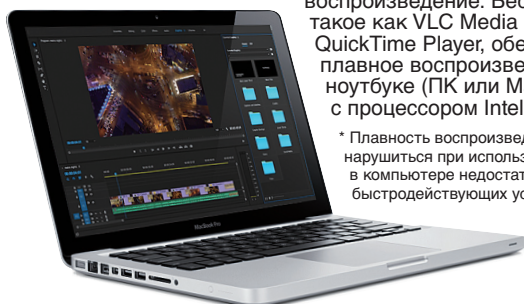 воспроизведение. Бес
такое как VLC Media
QuickTime Player, обе
плавное воспроизве
ноутбуке (ПК или M
с процессором Intel
* Плавность воспроизвед
нарушиться при использ
в компьютере недостат
быстродействующих ус
MacBook Pro